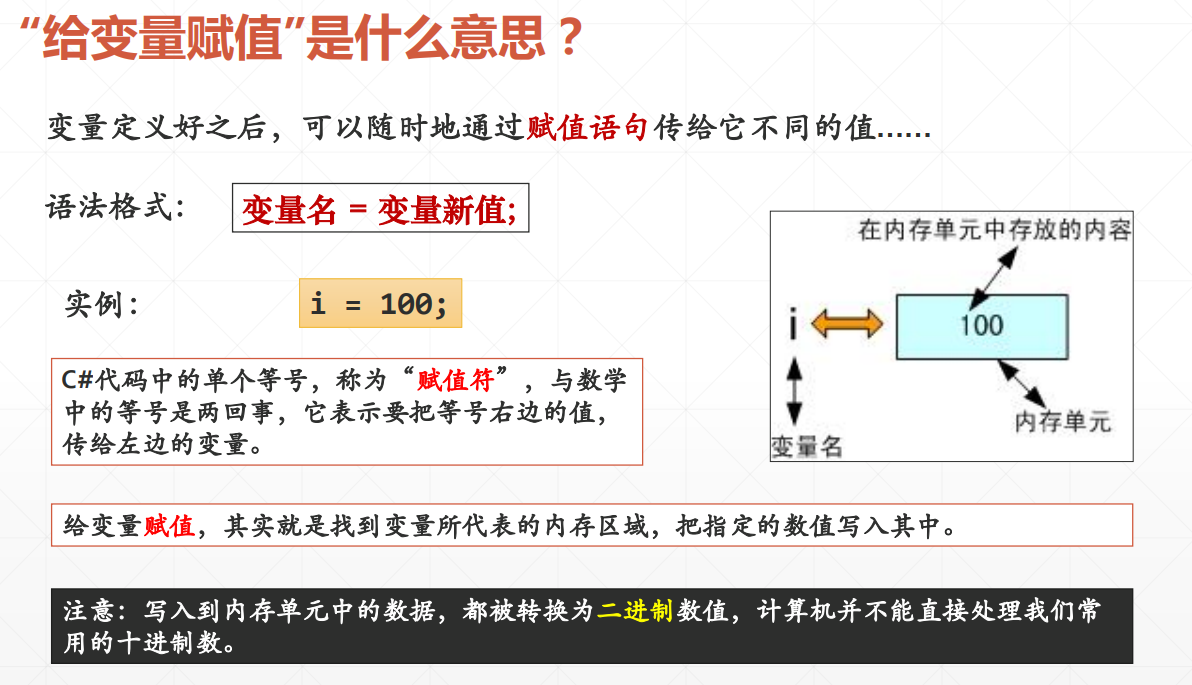 “给变量赋值”是什么意思？
变量定义好之后，可以随时地通过赋值语句传给它不同的值……
语法格式：
变量名 = 变量新值;
实例：
i = 100;
在内存单元中存放的内容
i
100
内存单元
变量名
C#代码中的单个等号，称为“赋值符”，与数学
中的等号是两回事，它表示要把等号右边的值，
传给左边的变量。
给变量赋值，其实就是找到变量所代表的内存区域，把指定的数值写入其中。
注意：写入到内存单元中的数据，都被转换为二进制数值，计算机并不能直接处理我们常
用的十进制数。